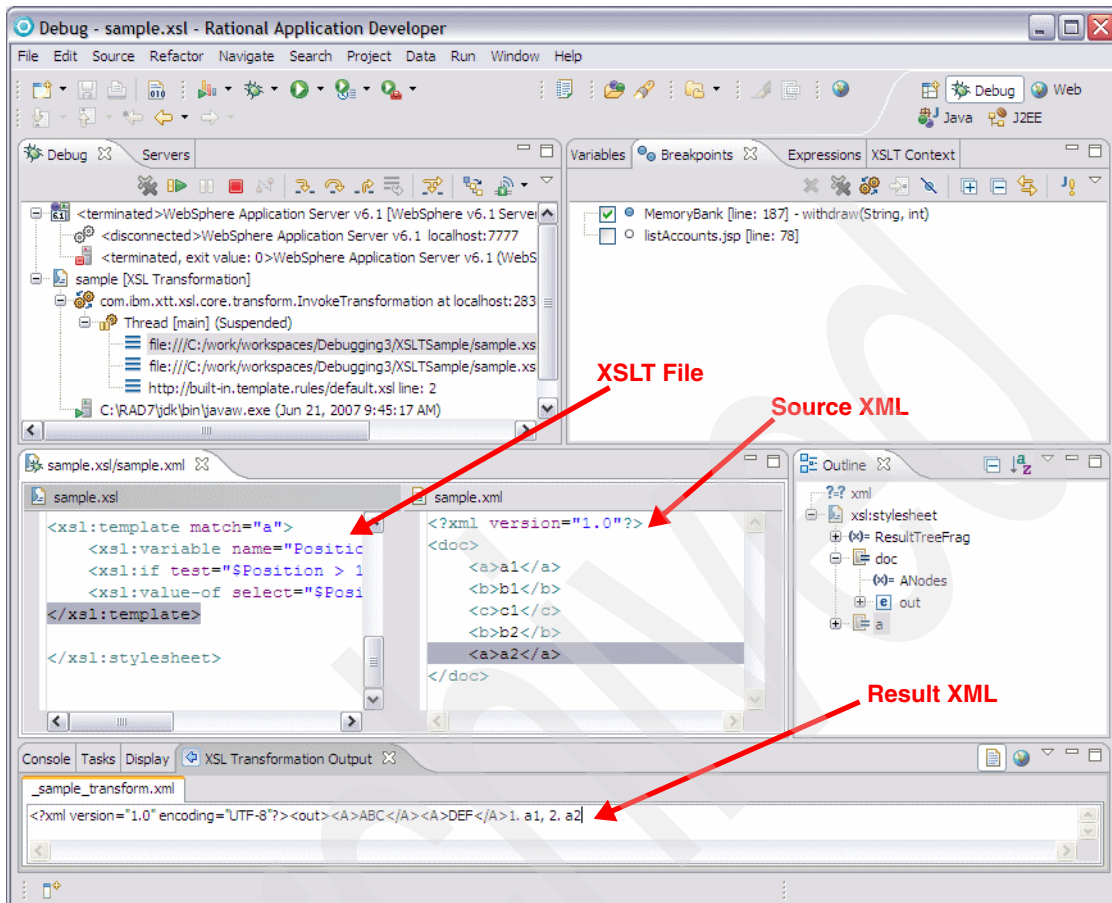 Debug - sample.xsl - Rational Application Developer
File Edit Source Refactor Navigate Search Project Data Run Window Help
Debug Web
Java J2EE
Debug Servers
Variables Breakpoints Expressions XSLT Context
<terminated>WebSphere Application Server v6.1 [WebSphere v6.1 Server
<disconnected>WebSphere Application Server v6.1 localhost:7777
<terminated, exit value: 0>WebSphere Application Server v6.1 (WebS
sample [XSL Transformation]
com.ibm.xtt.xsl.core.transform.InvokeTransformation at localhost:283
Thread [main] (Suspended)
file:///C:/work/workspaces/Debugging3/XSLTSample/sample.xs
file:///C:/work/workspaces/Debugging3/XSLTSample/sample.xs
http://built-in.template.rules/default.xsl line: 2
C:\RAD7\jdk\bin\javaw.exe (Jun 21, 2007 9:45:17 AM)
MemoryBank [line: 187] - withdraw(String, int)
listAccounts.jsp [line: 78]
XSLT File
Source XML
sample.xsl/sample.xml
sample.xsl
<xsl:template match="a">
<xsl:variable name="Positic
<xsl:if test="$Position > 1
<xsl:value-of select="$Posi
</xsl:template>
</xsl:stylesheet>
sample.xml
<?xml version="1.0"?>
<doc>
<a>a1</a>
<b>b1</b>
<c>c1</c>
<b>b2</b>
<a>a2</a>
</doc>
Outline
?=? xml
xsl:stylesheet
(x)= ResultTreeFrag
doc
(x)= ANodes
e out
a
Result XML
Console Tasks Display XSL Transformation Output
_sample_transform.xml
<?xml version="1.0" encoding="UTF-8"?><out><A>ABC</A><A>DEF</A>1. a1, 2. a2